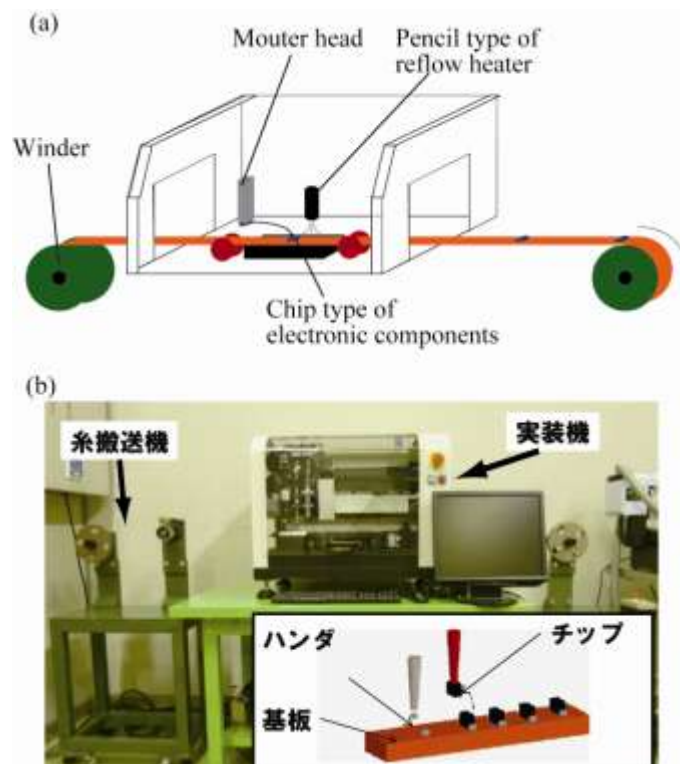 (a)
Mouter head
Pencil type of
reflow heater
Winder
Chip type of
electronic components
(b)
糸搬送機
実装機
ハンダ
チップ
基板